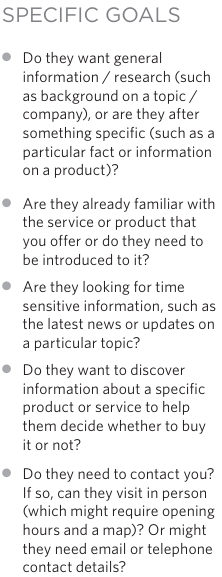 SPECIFIC GOALS
● Do they want general
information / research (such
as background on a topic /
company), or are they after
something specific (such as a
particular fact or information
on a product)?
● Are they already familiar with
the service or product that
you offer or do they need to
be introduced to it?
● Are they looking for time
sensitive information, such as
the latest news or updates on
a particular topic?
● Do they want to discover
information about a specific
product or service to help
them decide whether to buy
it or not?
● Do they need to contact you?
If so, can they visit in person
(which might require opening
hours and a map)? Or might
they need email or telephone
contact details?